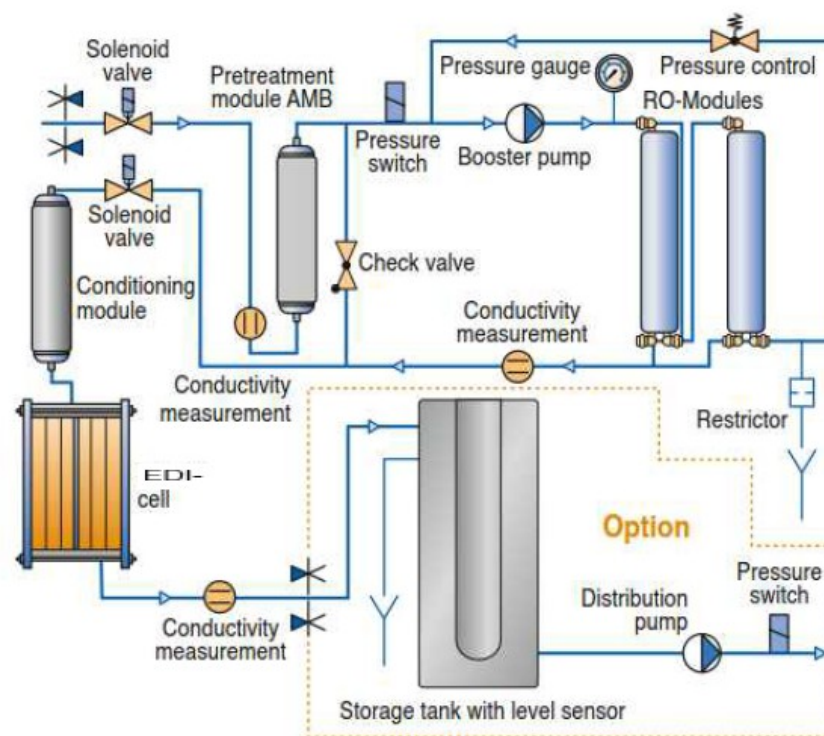 Solenoid
valve
Pretreatment
module AMB
Pressure gauge
Pressure control
RO-Modules
Pressure
switch
Booster pump
Solenoid
valve
Check valve
Conditioning
module
Conductivity
measurement
Conductivity
measurement
Restrictor
EDI-
cell
Option
Pressure
switch
Distribution
pump
Conductivity
measurement
Storage tank with level sensor